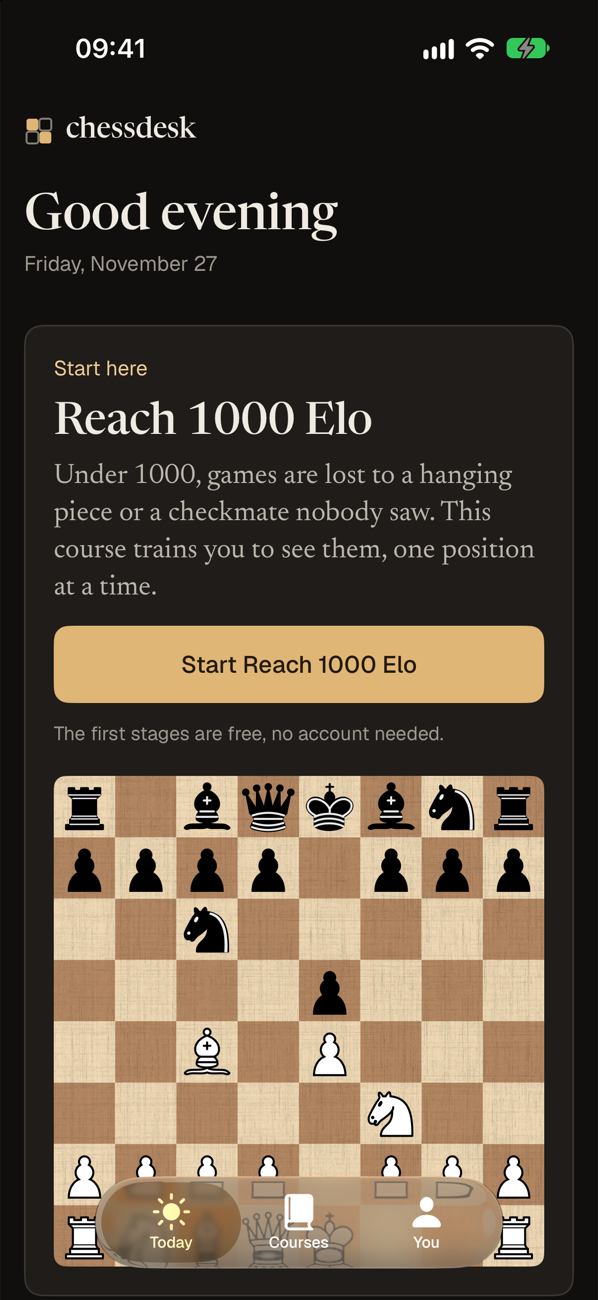 09:41
chessdesk
Good evening
Friday, November 27
Start here
Reach 1000 Elo
Under 1000, games are lost to a hanging
piece or a checkmate nobody saw. This
course trains you to see them, one position
at a time.
Start Reach 1000 Elo
The first stages are free, no account needed.
Today
Courses
You